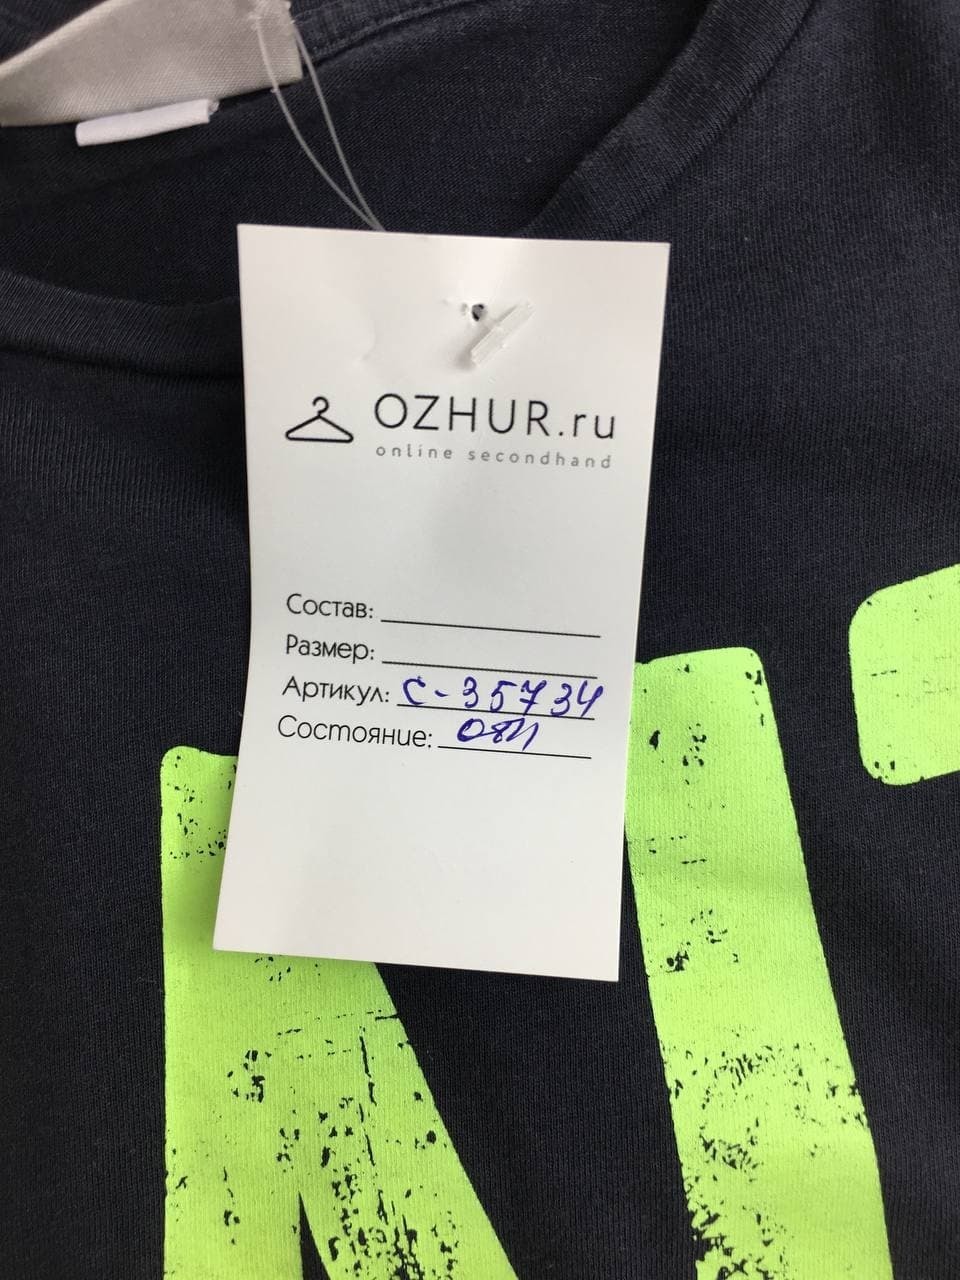 OZHUR.ru
online secondhand
Состав:
Размер:
Артикул: С-35734
Состояние: